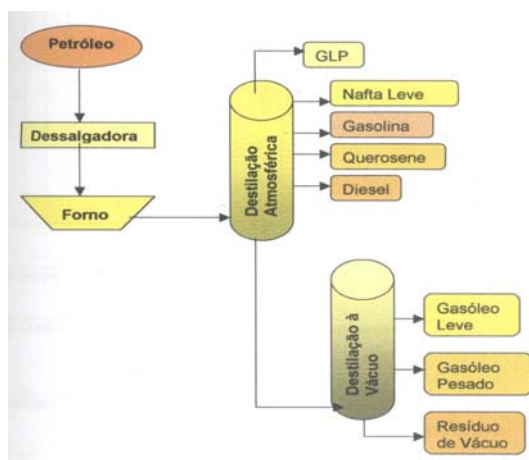 Petróleo
Dessalgadora
Forno
Destilação
Atmosférica
GLP
Nafta Leve
Gasolina
Querosene
Diesel
Destilação à
Vácuo
Gasóleo
Leve
Gasóleo
Pesado
Resíduo
de Vácuo